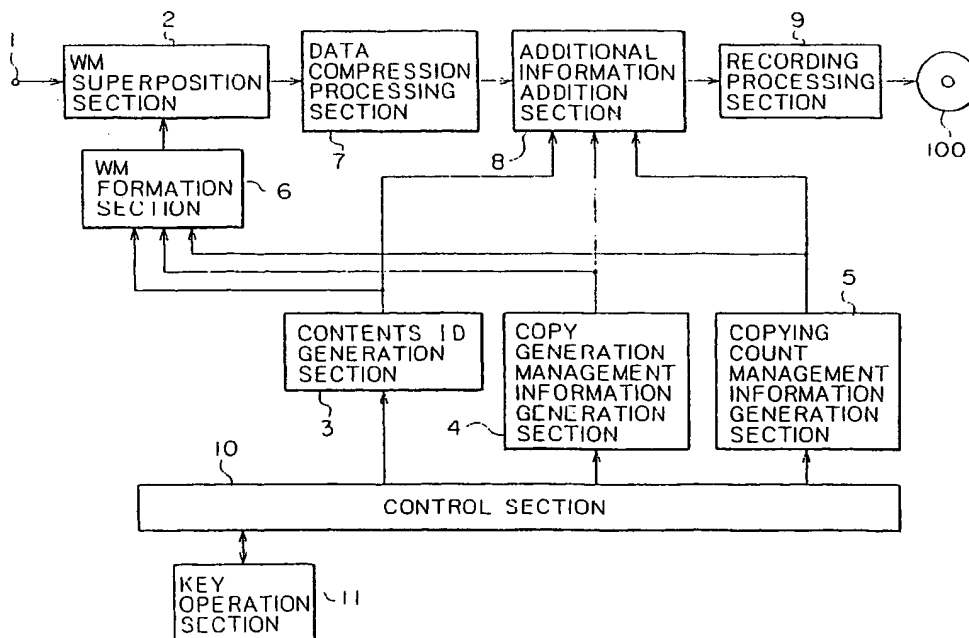 1
2
WM
SUPERPOSITION
SECTION
DATA
COMPRESSION
PROCESSING
SECTION
7
ADDITIONAL
INFORMATION
ADDITION
SECTION
8
9
RECORDING
PROCESSING
SECTION
100
WM
FORMATION
SECTION
6
CONTENTS ID
GENERATION
SECTION
3
COPY
GENERATION
MANAGEMENT
INFORMATION
GENERATION
SECTION
4
5
COPYING
COUNT
MANAGEMENT
INFORMATION
GENERATION
SECTION
10
CONTROL SECTION
KEY
OPERATION
SECTION
11